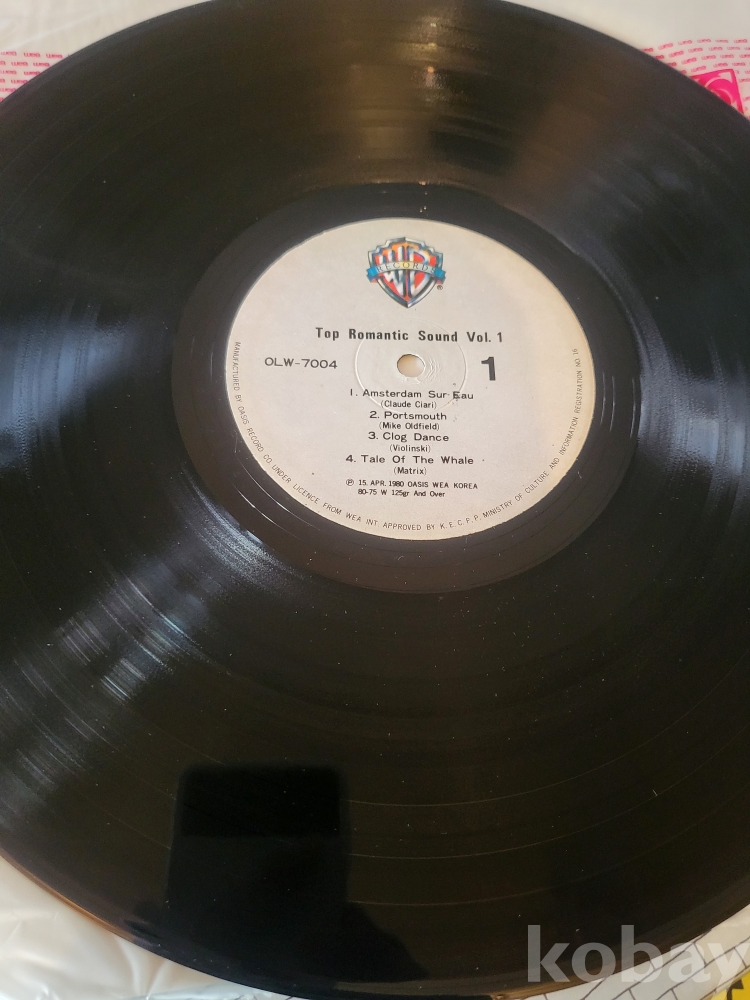 RECORDS
®
Top Romantic Sound Vol. 1
OLW-7004
1
1. Amsterdam Sur Eau
(Claude Ciari)
2. Portsmouth
(Mike Oldfield)
3. Clog Dance
(Violinski)
4. Tale Of The Whale
(Matrix)
Ⓟ 15. APR. 1980 OASIS WEA KOREA
80-75 W 125gr And Over
MANUFACTURED BY OASIS RECORD CO. UNDER LICENCE FROM WEA INT. APPROVED BY K.E.C.P.P. MINISTRY OF CULTURE AND INFORMATION REGISTRATION NO. 10
kobay